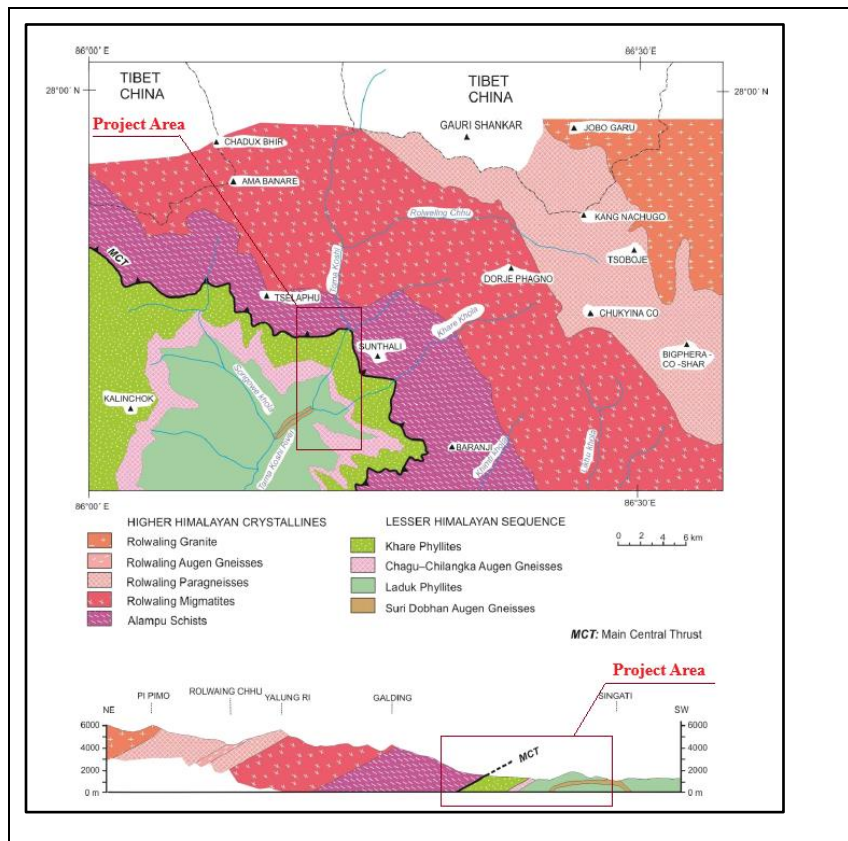 86°00' E
86°30' E
28°00' N
28°00' N
TIBET
CHINA
TIBET
CHINA
Project Area
GAURI SHANKAR
JOBO GARU
CHADUX BHIR
AMA BANARE
KANG NACHUGO
Rolwaling Chhu
TSOBOJE
MCT
Tama Koshi
DORJE PHAGNO
TSELAPHU
CHUKYINA CO
Khare Khola
SUNTHALI
BIGPHERA -
CO -SHAR
KALINCHOK
BARANJI
Tama Koshi River
86°00' E
86°30' E
HIGHER HIMALAYAN CRYSTALLINES
Rolwaling Granite
Rolwaling Augen Gneisses
Rolwaling Paragneisses
Rolwaling Migmatites
Alampu Schists
LESSER HIMALAYAN SEQUENCE
Khare Phyllites
Chagu–Chilangka Augen Gneisses
Laduk Phyllites
Suri Dobhan Augen Gneisses
0 2 4 6 km
MCT: Main Central Thrust
Project Area
PI PIMO
ROLWAING CHHU
YALUNG RI
GALDING
SINGATI
NE
SW
6000
4000
2000
0 m
MCT
6000
4000
2000
0 m